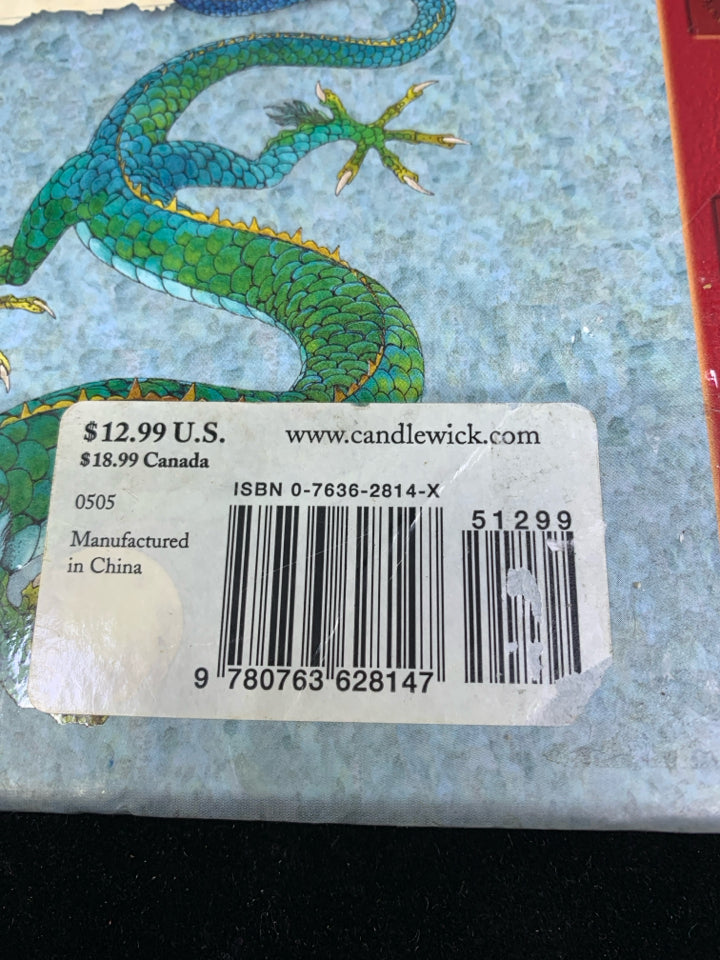 $12.99 U.S.
www.candlewick.com
$18.99 Canada
0505
ISBN 0-7636-2814-X
51299
Manufactured
in China
9 780763 628147